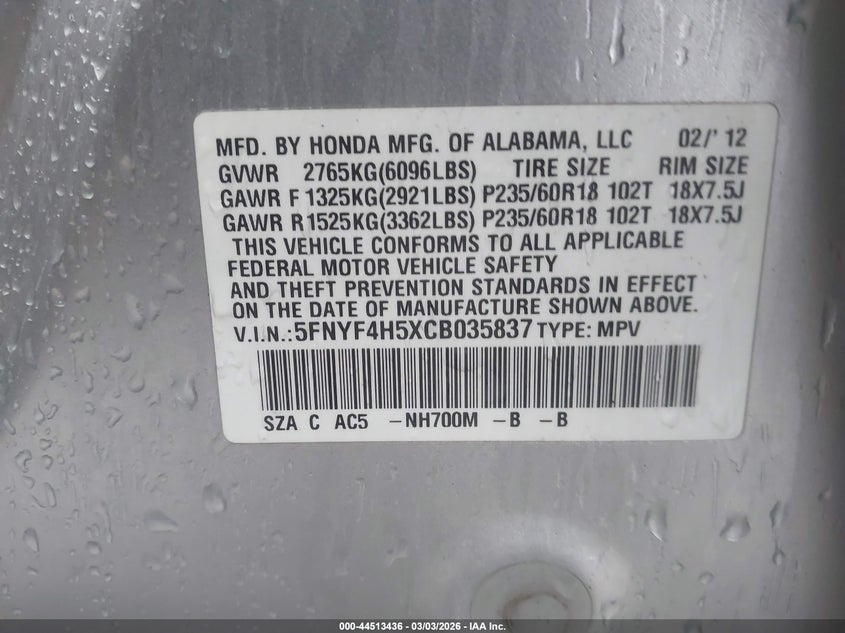 MFD. BY HONDA MFG. OF ALABAMA, LLC 02/' 12
GVWR 2765KG(6096LBS) TIRE SIZE RIM SIZE
GAWR F 1325KG(2921LBS) P235/60R18 102T 18X7.5J
GAWR R 1525KG(3362LBS) P235/60R18 102T 18X7.5J
THIS VEHICLE CONFORMS TO ALL APPLICABLE
FEDERAL MOTOR VEHICLE SAFETY
AND THEFT PREVENTION STANDARDS IN EFFECT
ON THE DATE OF MANUFACTURE SHOWN ABOVE.
V.I.N.: 5FNYF4H5XCB035837 TYPE: MPV
SZA C AC5 -NH700M -B -B
000-44513436 - 03/03/2026 - IAA Inc.